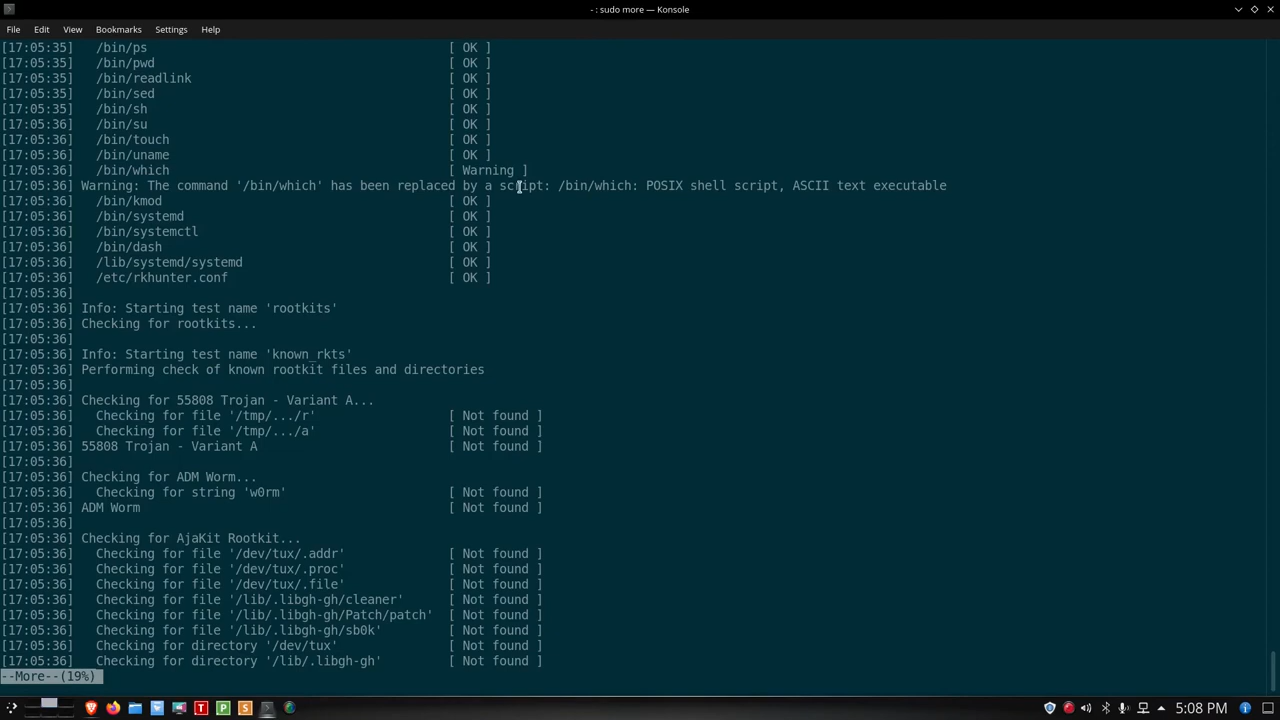 - : sudo more — Konsole
File Edit View Bookmarks Settings Help
[17:05:35]   /bin/ps                                         [ OK ]
[17:05:35]   /bin/pwd                                        [ OK ]
[17:05:35]   /bin/readlink                                   [ OK ]
[17:05:35]   /bin/sed                                        [ OK ]
[17:05:35]   /bin/sh                                         [ OK ]
[17:05:36]   /bin/su                                         [ OK ]
[17:05:36]   /bin/touch                                      [ OK ]
[17:05:36]   /bin/uname                                      [ OK ]
[17:05:36]   /bin/which                                      [ Warning ]
[17:05:36] Warning: The command '/bin/which' has been replaced by a script: /bin/which: POSIX shell script, ASCII text executable
[17:05:36]   /bin/kmod                                       [ OK ]
[17:05:36]   /bin/systemd                                    [ OK ]
[17:05:36]   /bin/systemctl                                  [ OK ]
[17:05:36]   /bin/dash                                       [ OK ]
[17:05:36]   /lib/systemd/systemd                            [ OK ]
[17:05:36]   /etc/rkhunter.conf                              [ OK ]
[17:05:36]
[17:05:36] Info: Starting test name 'rootkits'
[17:05:36] Checking for rootkits...
[17:05:36]
[17:05:36] Info: Starting test name 'known_rkts'
[17:05:36] Performing check of known rootkit files and directories
[17:05:36]
[17:05:36] Checking for 55808 Trojan - Variant A...
[17:05:36]   Checking for file '/tmp/.../r'                  [ Not found ]
[17:05:36]   Checking for file '/tmp/.../a'                  [ Not found ]
[17:05:36] 55808 Trojan - Variant A                          [ Not found ]
[17:05:36]
[17:05:36] Checking for ADM Worm...
[17:05:36]   Checking for string 'w0rm'                      [ Not found ]
[17:05:36] ADM Worm                                          [ Not found ]
[17:05:36]
[17:05:36] Checking for AjaKit Rootkit...
[17:05:36]   Checking for file '/dev/tux/.addr'              [ Not found ]
[17:05:36]   Checking for file '/dev/tux/.proc'              [ Not found ]
[17:05:36]   Checking for file '/dev/tux/.file'              [ Not found ]
[17:05:36]   Checking for file '/lib/.libgh-gh/cleaner'      [ Not found ]
[17:05:36]   Checking for file '/lib/.libgh-gh/Patch/patch'  [ Not found ]
[17:05:36]   Checking for file '/lib/.libgh-gh/sb0k'         [ Not found ]
[17:05:36]   Checking for directory '/dev/tux'               [ Not found ]
[17:05:36]   Checking for directory '/lib/.libgh-gh'         [ Not found ]
--More--(19%)
T P S 5:08 PM